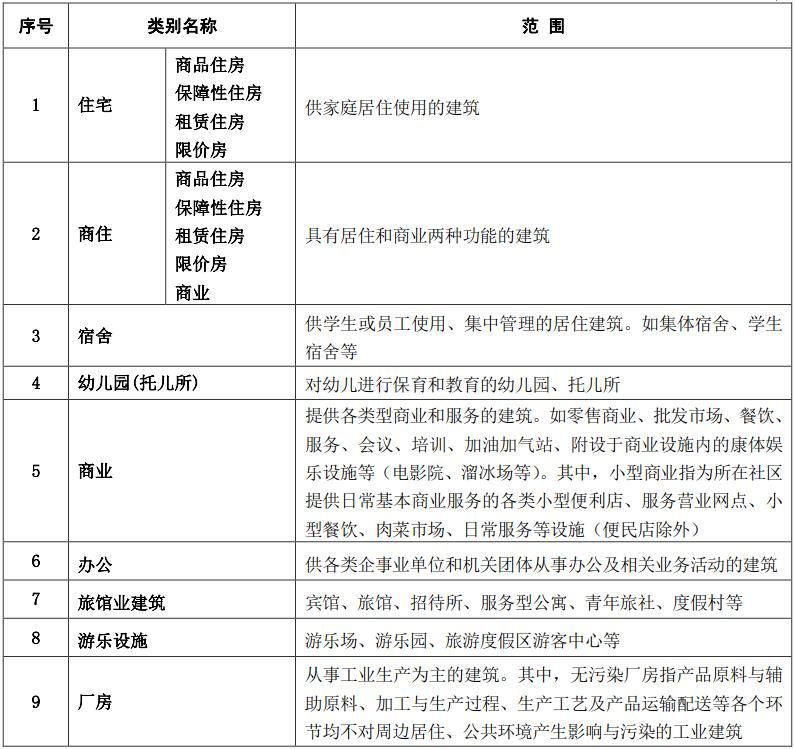 序号 类别名称 范 围
1 住宅 商品住房
保障性住房
租赁住房
限价房
供家庭居住使用的建筑
2 商住 商品住房
保障性住房
租赁住房
限价房
商业
具有居住和商业两种功能的建筑
3 宿舍 供学生或员工使用、集中管理的居住建筑。如集体宿舍、学生
宿舍等
4 幼儿园(托儿所) 对幼儿进行保育和教育的幼儿园、托儿所
5 商业 提供各类型商业和服务的建筑。如零售商业、批发市场、餐饮、
服务、会议、培训、加油加气站、附设于商业设施内的康体娱
乐设施等（电影院、溜冰场等）。其中，小型商业指为所在社区
提供日常基本商业服务的各类小型便利店、服务营业网点、小
型餐饮、肉菜市场、日常服务等设施（便民店除外）
6 办公 供各类企事业单位和机关团体从事办公及相关业务活动的建筑
7 旅馆业建筑 宾馆、旅馆、招待所、服务型公寓、青年旅社、度假村等
8 游乐设施 游乐场、游乐园、旅游度假区游客中心等
9 厂房 从事工业生产为主的建筑。其中，无污染厂房指产品原料与辅
助原料、加工与生产过程、生产工艺及产品运输配送等各个环
节均不对周边居住、公共环境产生影响与污染的工业建筑